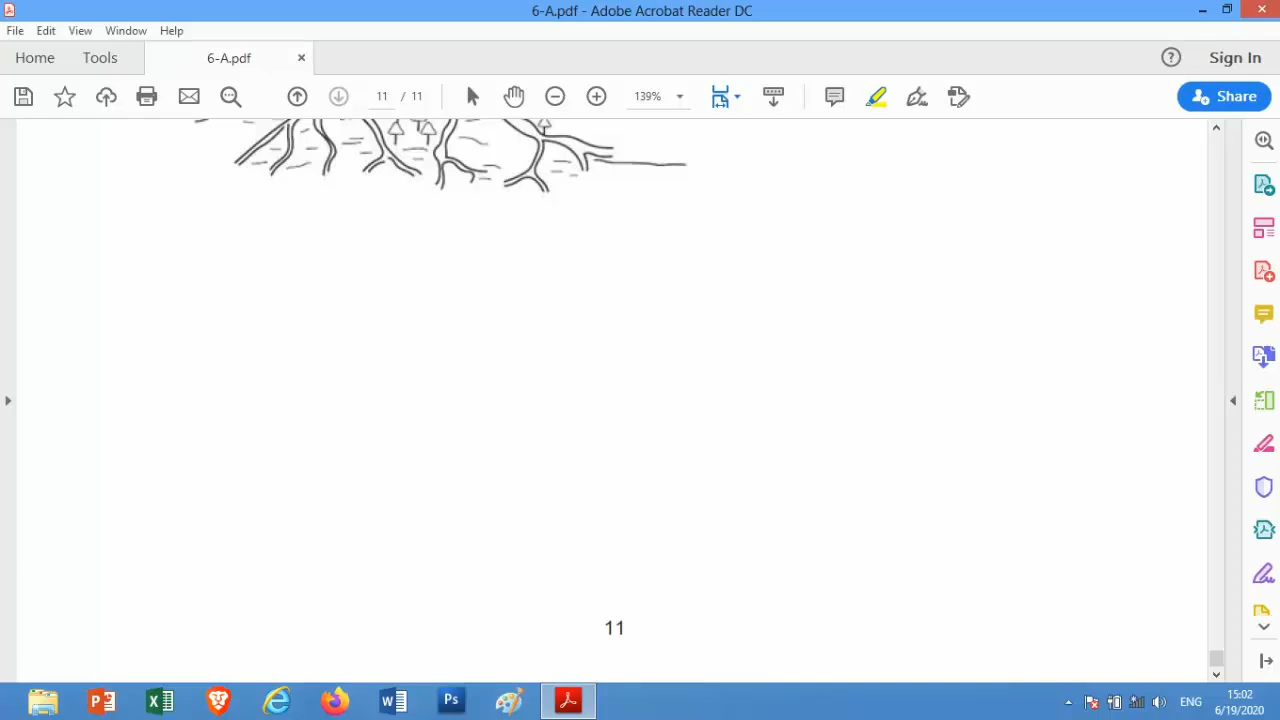 6-A.pdf - Adobe Acrobat Reader DC
File Edit View Window Help
Home Tools 6-A.pdf Sign In
11 / 11 139% Share
11
ENG 15:02
6/19/2020